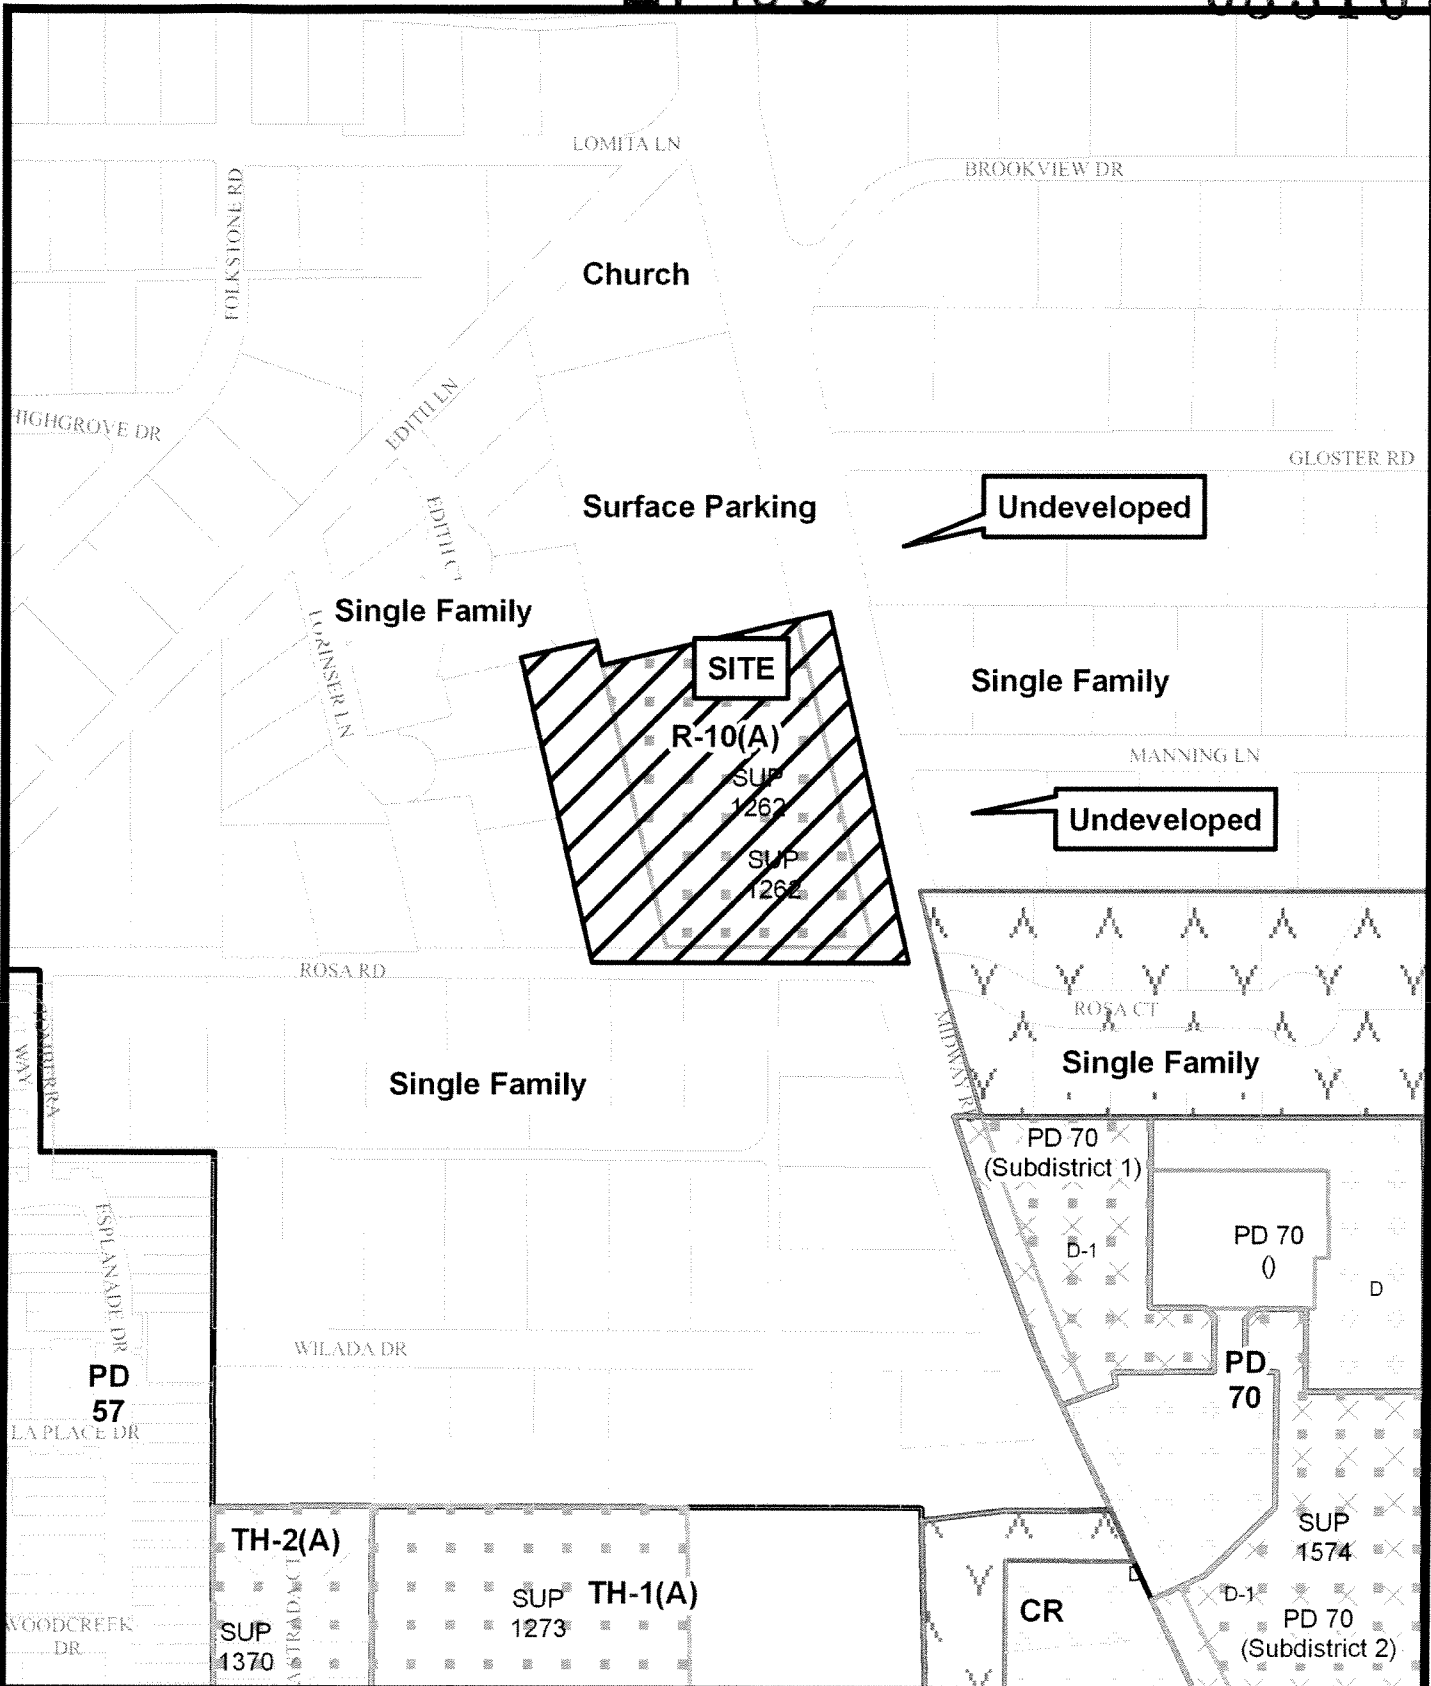 LOMITA LN
BROOKVIEW DR
FOLKSTONE RD
Church
HIGHGROVE DR
EDITH LN
GLOSTER RD
Surface Parking
Undeveloped
EDITH CT
Single Family
LORINSER LN
SITE
Single Family
R-10(A)
MANNING LN
SUP
1262
Undeveloped
SUP
1262
ROSA RD
ROSA CT
MIDWAY RD
WAY
Single Family
Single Family
PD 70
(Subdistrict 1)
ESPLANADE DR
D-1
PD 70
()
D
WILADA DR
PD
57
PD
70
LA PLACE DR
TH-2(A)
SUP
1574
SUP
1273
TH-1(A)
D
CR
D-1
PD 70
(Subdistrict 2)
WOODCREEK
DR
SUP
1370